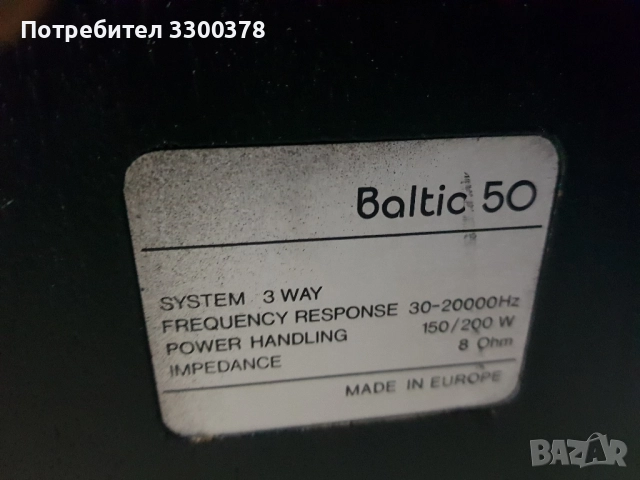 Потребител 3300378
Baltic 50
SYSTEM 3 WAY
FREQUENCY RESPONSE 30-20000Hz
POWER HANDLING 150/200 W
IMPEDANCE 8 Ohm
MADE IN EUROPE
BAZAR